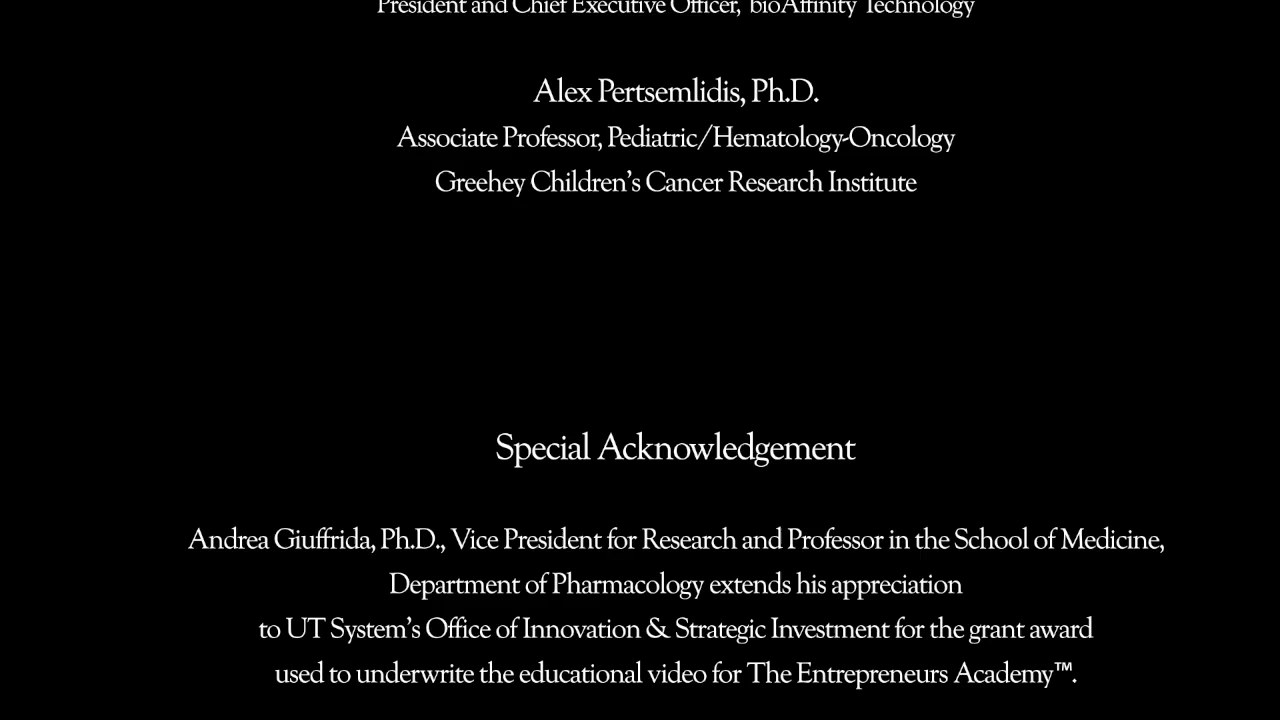 President and Chief Executive Officer, bioAffinity Technology
Alex Pertsemlidis, Ph.D.
Associate Professor, Pediatric/Hematology-Oncology
Greehey Children’s Cancer Research Institute
Special Acknowledgement
Andrea Giuffrida, Ph.D., Vice President for Research and Professor in the School of Medicine,
Department of Pharmacology extends his appreciation
to UT System’s Office of Innovation & Strategic Investment for the grant award
used to underwrite the educational video for The Entrepreneurs Academy™.